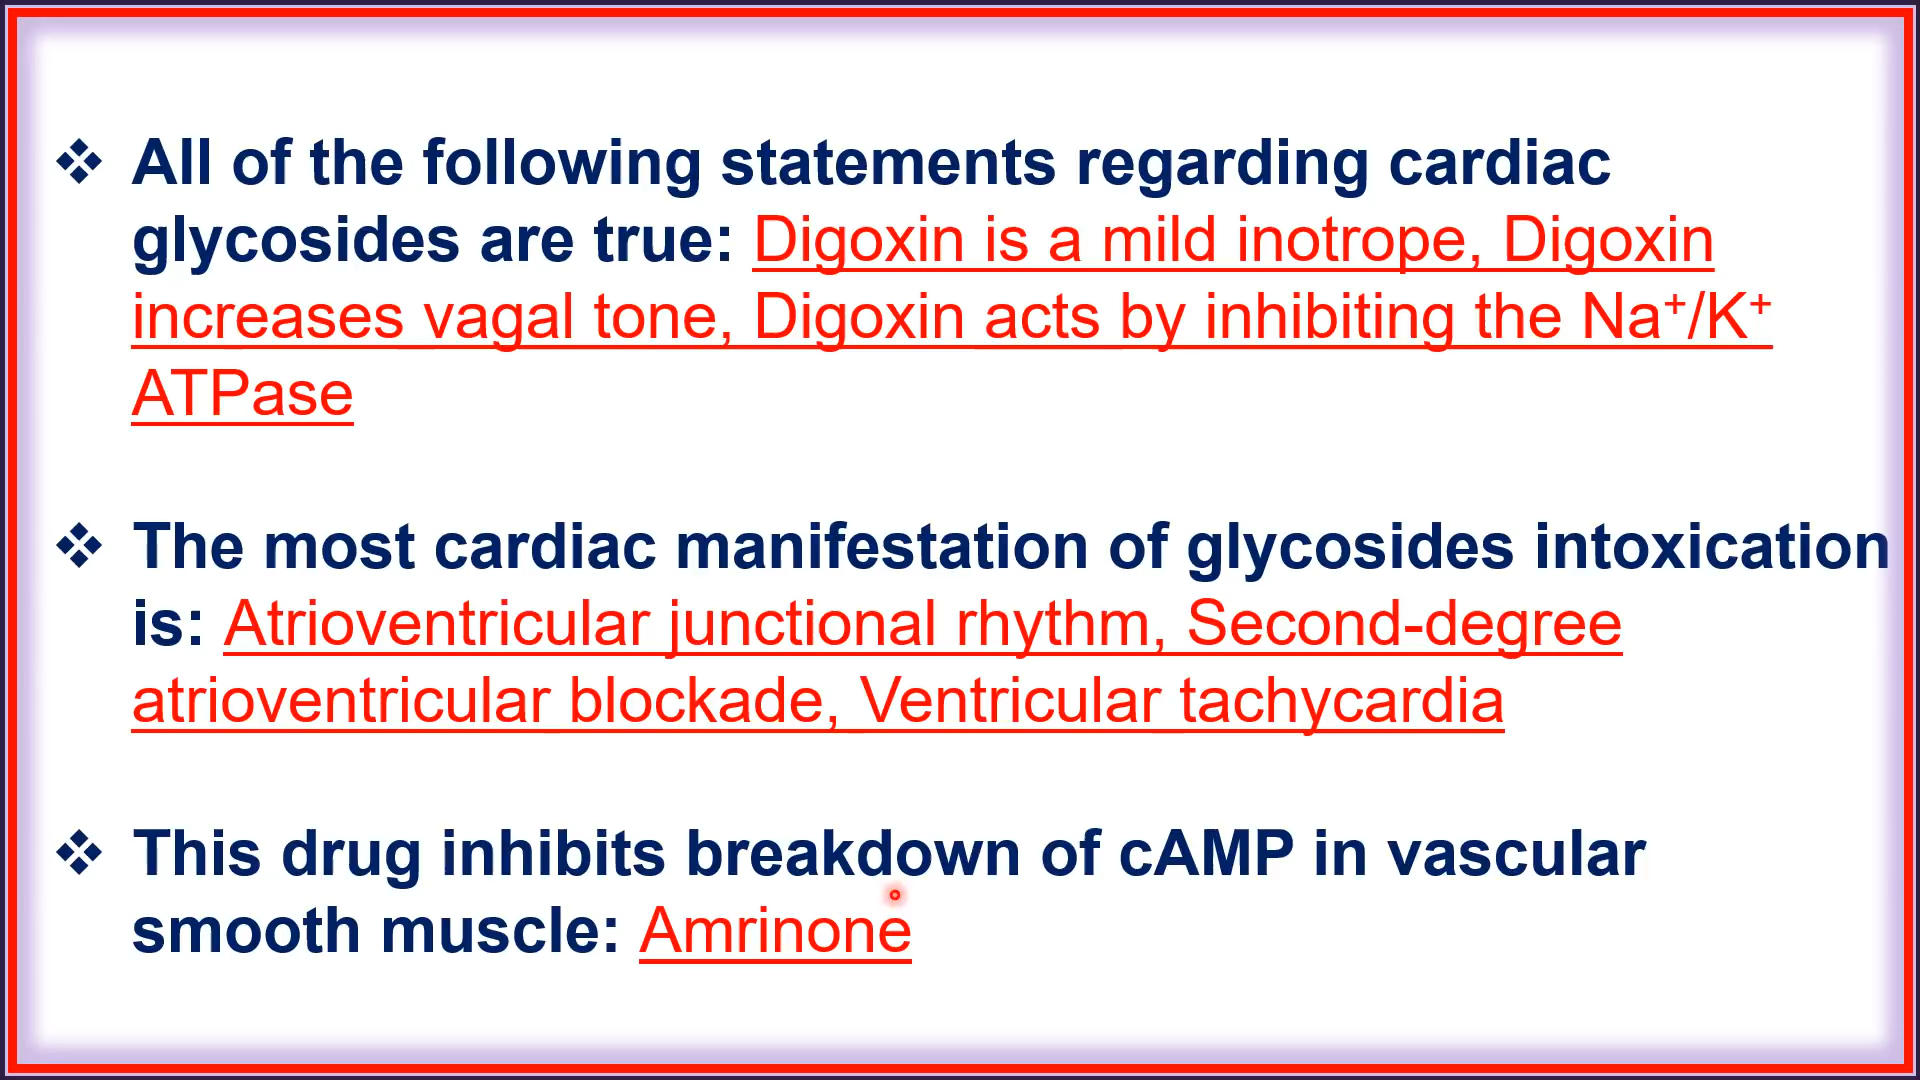 ❖ All of the following statements regarding cardiac
glycosides are true: Digoxin is a mild inotrope, Digoxin
increases vagal tone, Digoxin acts by inhibiting the Na⁺/K⁺
ATPase
❖ The most cardiac manifestation of glycosides intoxication
is: Atrioventricular junctional rhythm, Second-degree
atrioventricular blockade, Ventricular tachycardia
❖ This drug inhibits breakdown of cAMP in vascular
smooth muscle: Amrinone